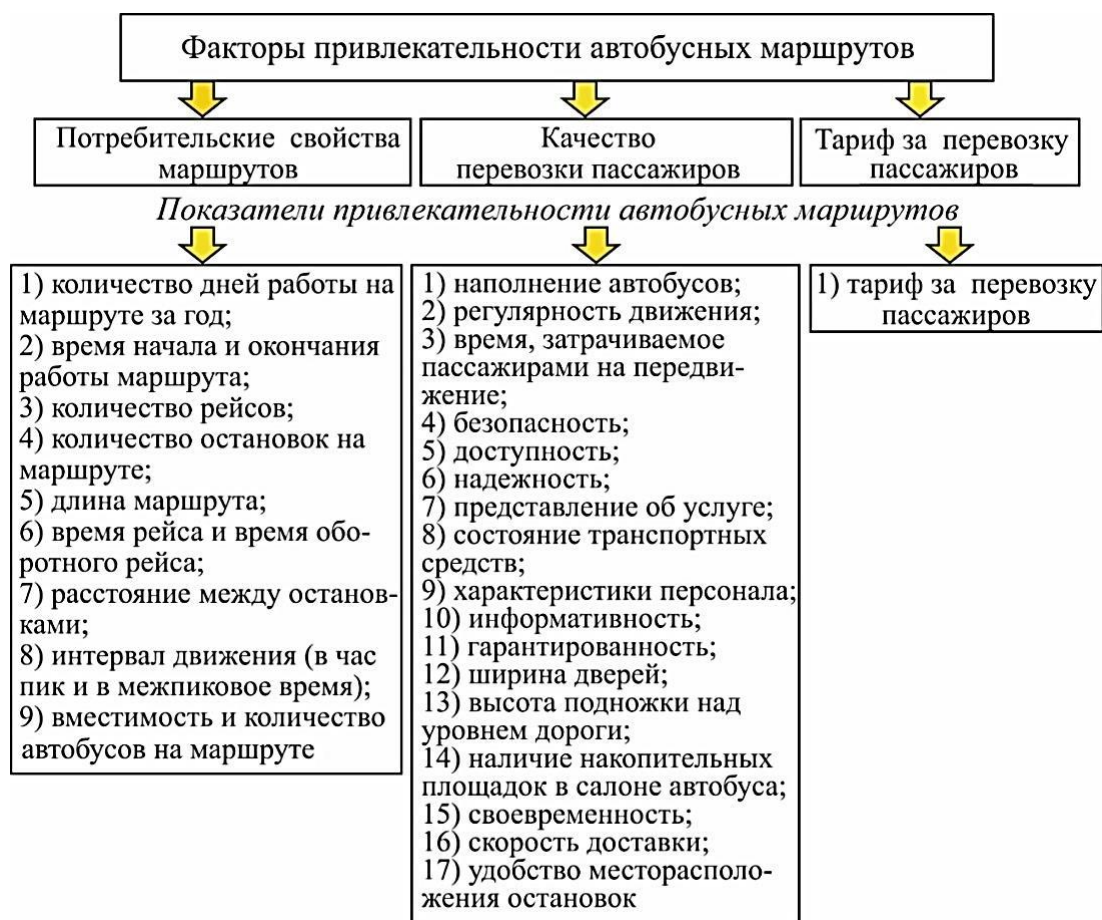 Факторы привлекательности автобусных маршрутов
Потребительские свойства
маршрутов
Качество
перевозки пассажиров
Тариф за перевозку
пассажиров
Показатели привлекательности автобусных маршрутов
1) количество дней работы на
маршруте за год;
2) время начала и окончания
работы маршрута;
3) количество рейсов;
4) количество остановок на
маршруте;
5) длина маршрута;
6) время рейса и время обо-
ротного рейса;
7) расстояние между останов-
ками;
8) интервал движения (в час
пик и в межпиковое время);
9) вместимость и количество
автобусов на маршруте
1) наполнение автобусов;
2) регулярность движения;
3) время, затрачиваемое
пассажирами на передви-
жение;
4) безопасность;
5) доступность;
6) надежность;
7) представление об услуге;
8) состояние транспортных
средств;
9) характеристики персонала;
10) информативность;
11) гарантированность;
12) ширина дверей;
13) высота подножки над
уровнем дороги;
14) наличие накопительных
площадок в салоне автобуса;
15) своевременность;
16) скорость доставки;
17) удобство месторасполо-
жения остановок
1) тариф за перевозку
пассажиров